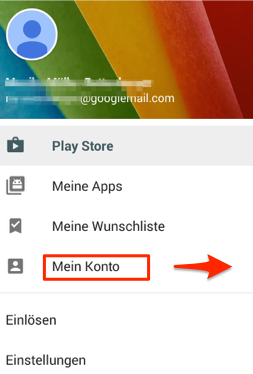 @googlemail.com
Play Store
Meine Apps
Meine Wunschliste
Mein Konto
Einlösen
Einstellungen